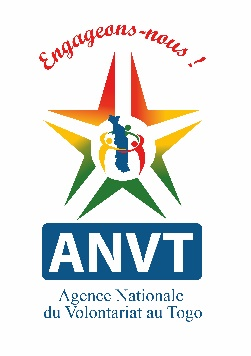 Engageons-nous !
ANVT
Agence Nationale
du Volontariat au Togo